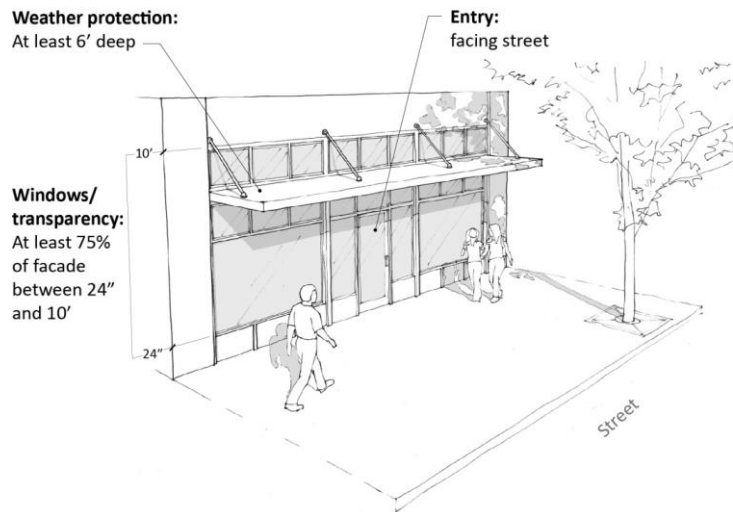 Weather protection:
At least 6’ deep
Entry:
facing street
10’
Windows/
transparency:
At least 75%
of facade
between 24”
and 10’
24”
Street